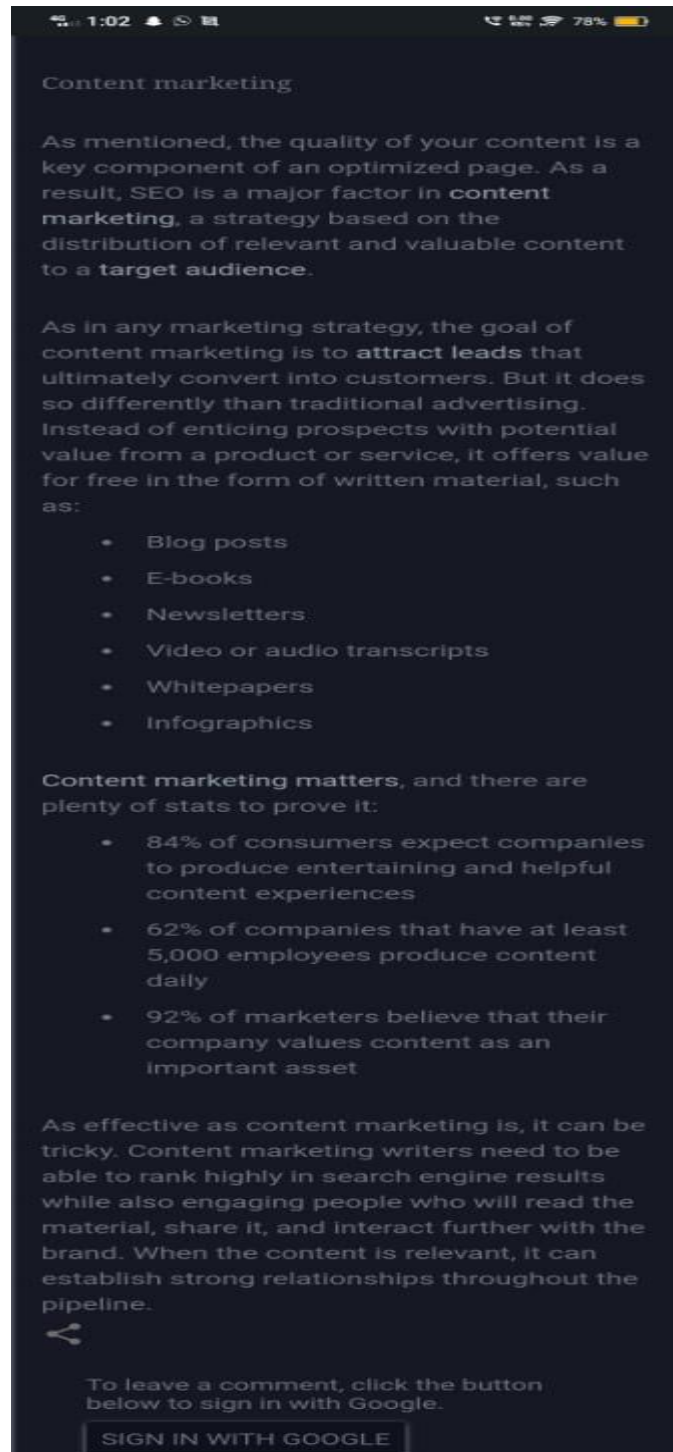 4G 1:02
78%
Content marketing
As mentioned, the quality of your content is a
key component of an optimized page. As a
result, SEO is a major factor in content
marketing, a strategy based on the
distribution of relevant and valuable content
to a target audience.
As in any marketing strategy, the goal of
content marketing is to attract leads that
ultimately convert into customers. But it does
so differently than traditional advertising.
Instead of enticing prospects with potential
value from a product or service, it offers value
for free in the form of written material, such
as:
• Blog posts
• E-books
• Newsletters
• Video or audio transcripts
• Whitepapers
• Infographics
Content marketing matters, and there are
plenty of stats to prove it:
• 84% of consumers expect companies
to produce entertaining and helpful
content experiences
• 62% of companies that have at least
5,000 employees produce content
daily
• 92% of marketers believe that their
company values content as an
important asset
As effective as content marketing is, it can be
tricky. Content marketing writers need to be
able to rank highly in search engine results
while also engaging people who will read the
material, share it, and interact further with the
brand. When the content is relevant, it can
establish strong relationships throughout the
pipeline.
To leave a comment, click the button
below to sign in with Google.
SIGN IN WITH GOOGLE